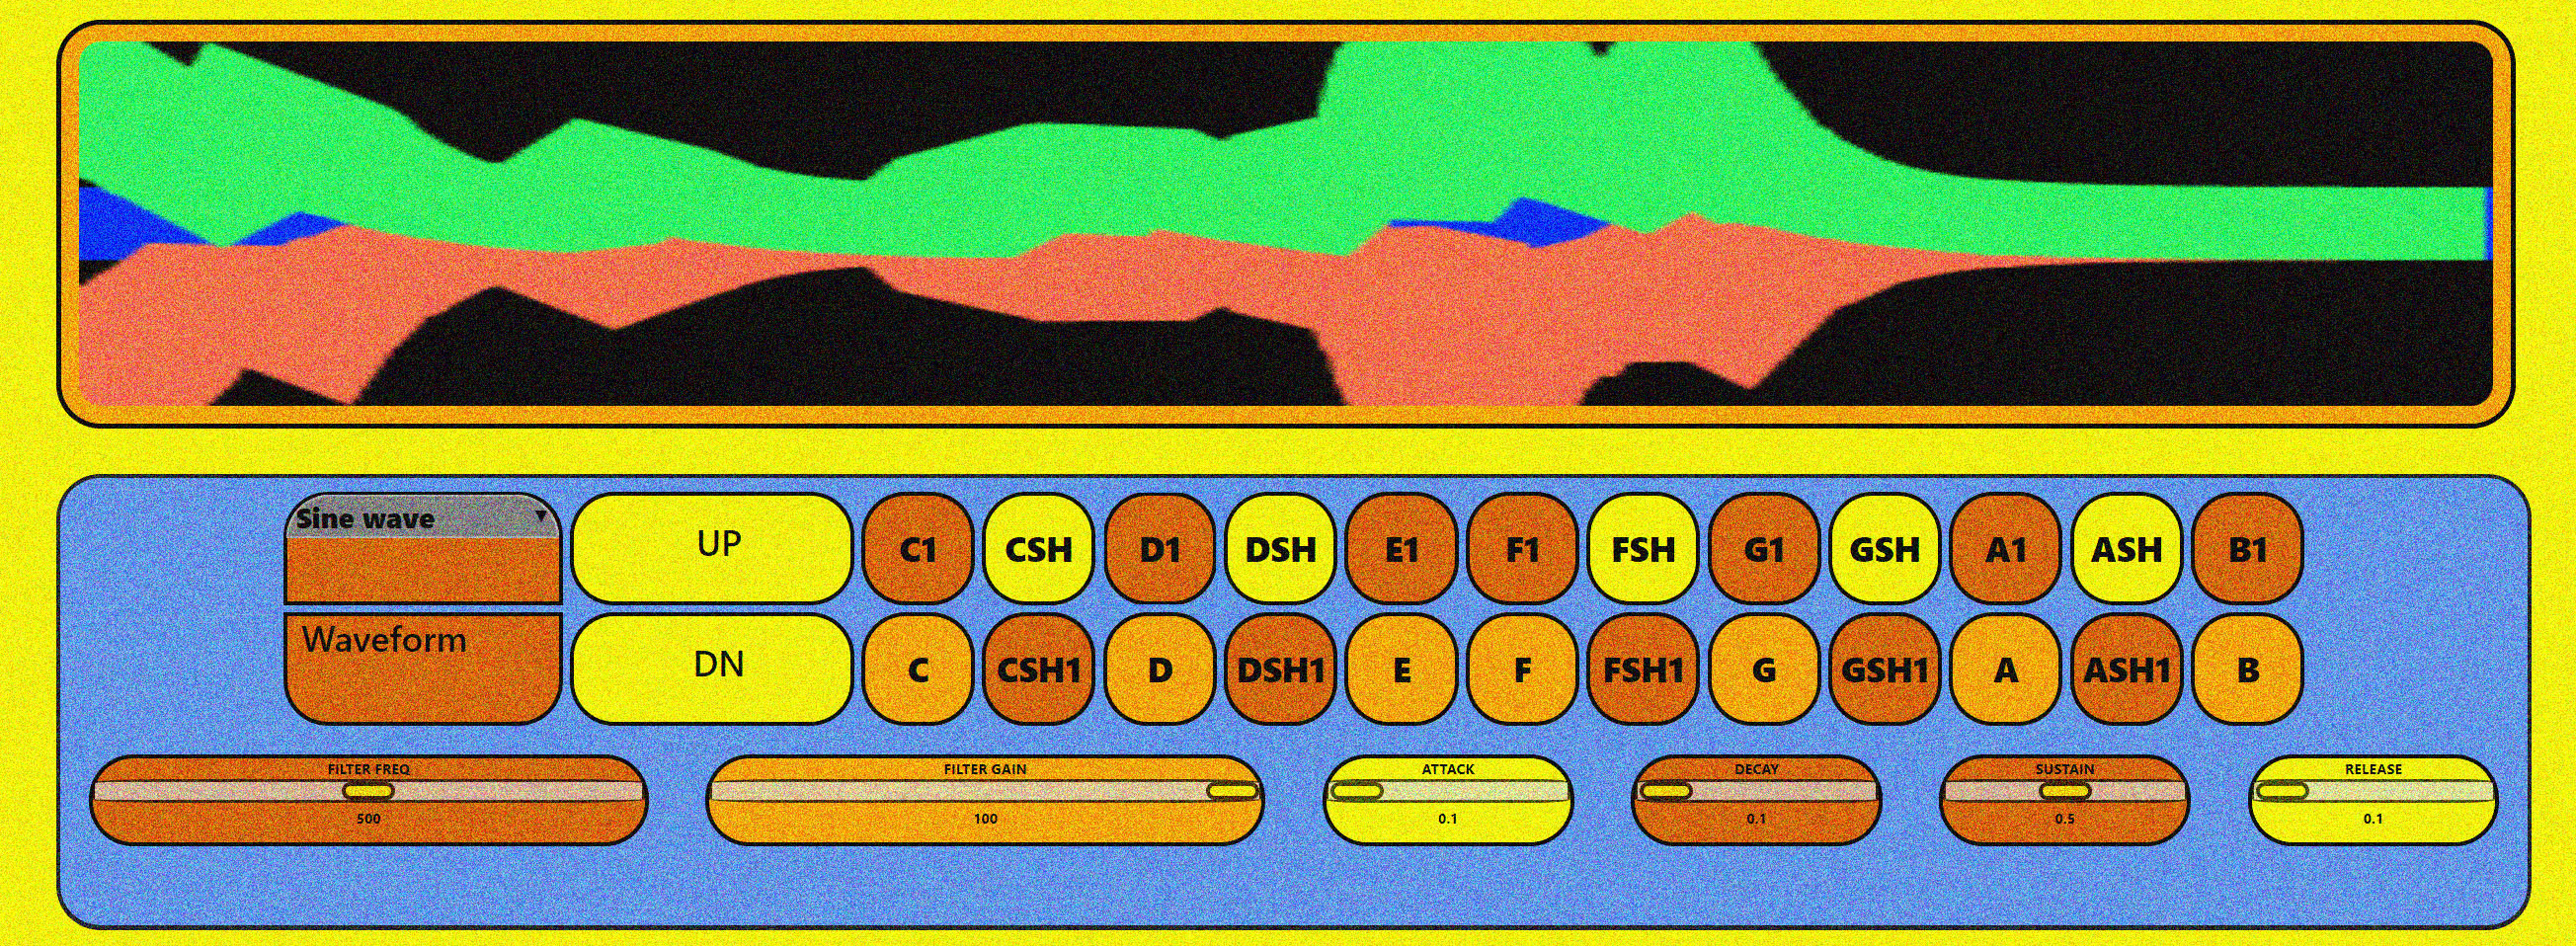 Sine wave ▼
UP C1 CSH D1 DSH E1 F1 FSH G1 GSH A1 ASH B1
Waveform
DN C CSH1 D DSH1 E F FSH1 G GSH1 A ASH1 B
FILTER FREQ FILTER GAIN ATTACK DECAY SUSTAIN RELEASE
500 100 0.1 0.1 0.5 0.1